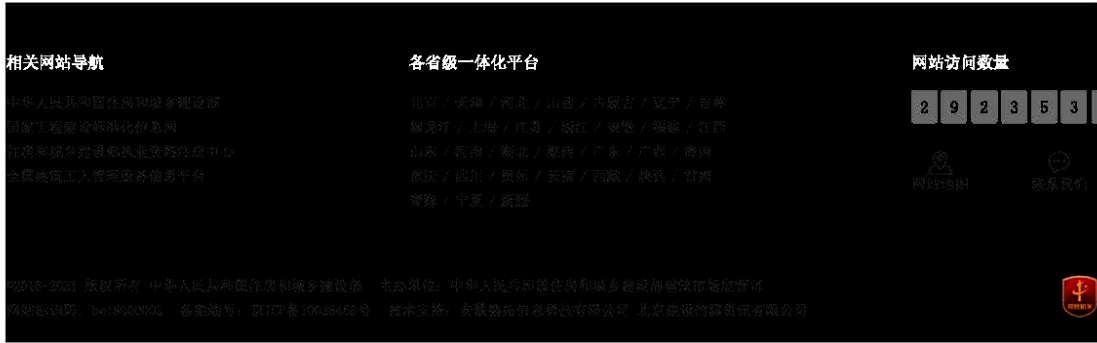 相关网站导航
中华人民共和国住房和城乡建设部
国家工程建设标准化信息网
住房和城乡建设部执业资格注册中心
全国建筑工人管理服务信息平台
各省级一体化平台
北京 / 天津 / 河北 / 山西 / 内蒙古 / 辽宁 / 吉林
黑龙江 / 上海 / 江苏 / 浙江 / 安徽 / 福建 / 江西
山东 / 河南 / 湖北 / 湖南 / 广东 / 广西 / 海南
重庆 / 四川 / 贵州 / 云南 / 西藏 / 陕西 / 甘肃
青海 / 宁夏 / 新疆
网站访问数量
2 9 2 3 5 3
网站地图
联系我们
版权所有 中华人民共和国住房和城乡建设部 主办单位：中华人民共和国住房和城乡建设部建筑市场监管司
网站标识码：bm18000002 备案编号：京ICP备 技术支持：